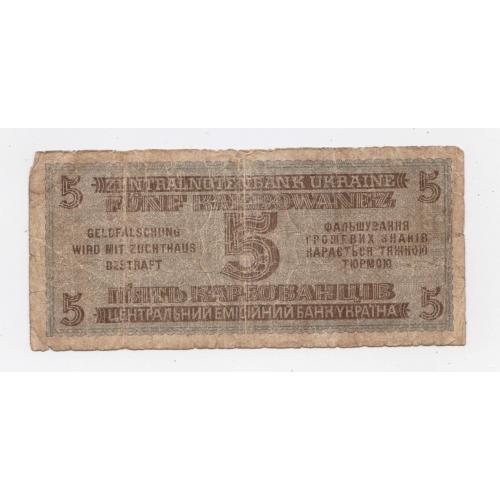 5 ZENTRALNOTENBANK UKRAINE 5
FÜNF KARBOWANEZ
GELDFÄLSCHUNG
WIRD MIT ZUCHTHAUS
BESTRAFT
5
ФАЛЬШУВАННЯ
ГРОШЕВИХ ЗНАКІВ
КАРАЄТЬСЯ ТЯЖКОЮ
ТЮРМОЮ
П'ЯТЬ КАРБОВАНЦІВ
5 ЦЕНТРАЛЬНИЙ ЕМІСІЙНИЙ БАНК УКРАЇНА 5